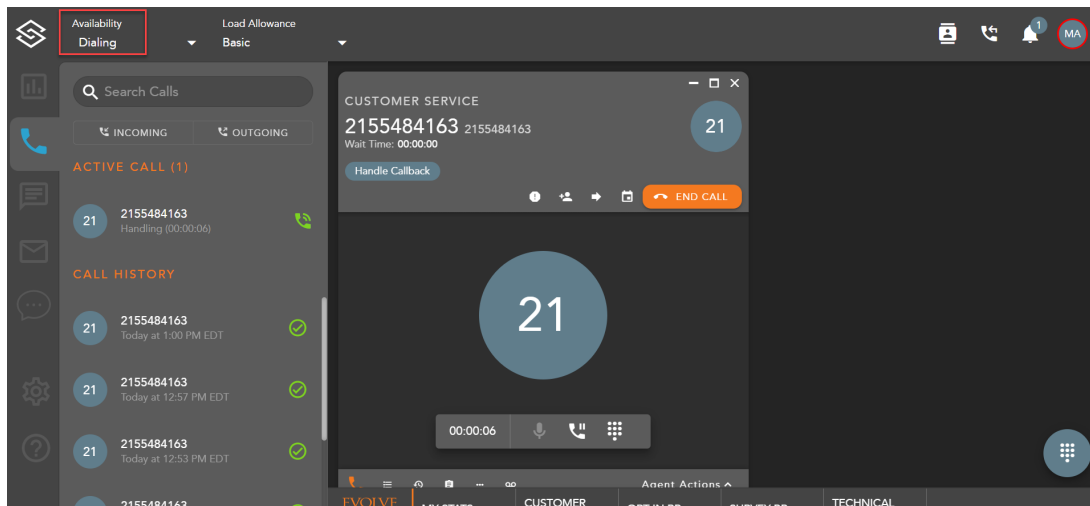 Availability
Dialing
Load Allowance
Basic
1
MA
Search Calls
INCOMING
OUTGOING
ACTIVE CALL (1)
21
2155484163
Handling (00:00:06)
CALL HISTORY
21
2155484163
Today at 1:00 PM EDT
21
2155484163
Today at 12:57 PM EDT
21
2155484163
Today at 12:53 PM EDT
2155484163
CUSTOMER SERVICE
2155484163 2155484163
Wait Time: 00:00:00
21
Handle Callback
END CALL
21
00:00:06
Agent Actions
EVOLVE
MY STATS
CUSTOMER
TECHNICAL